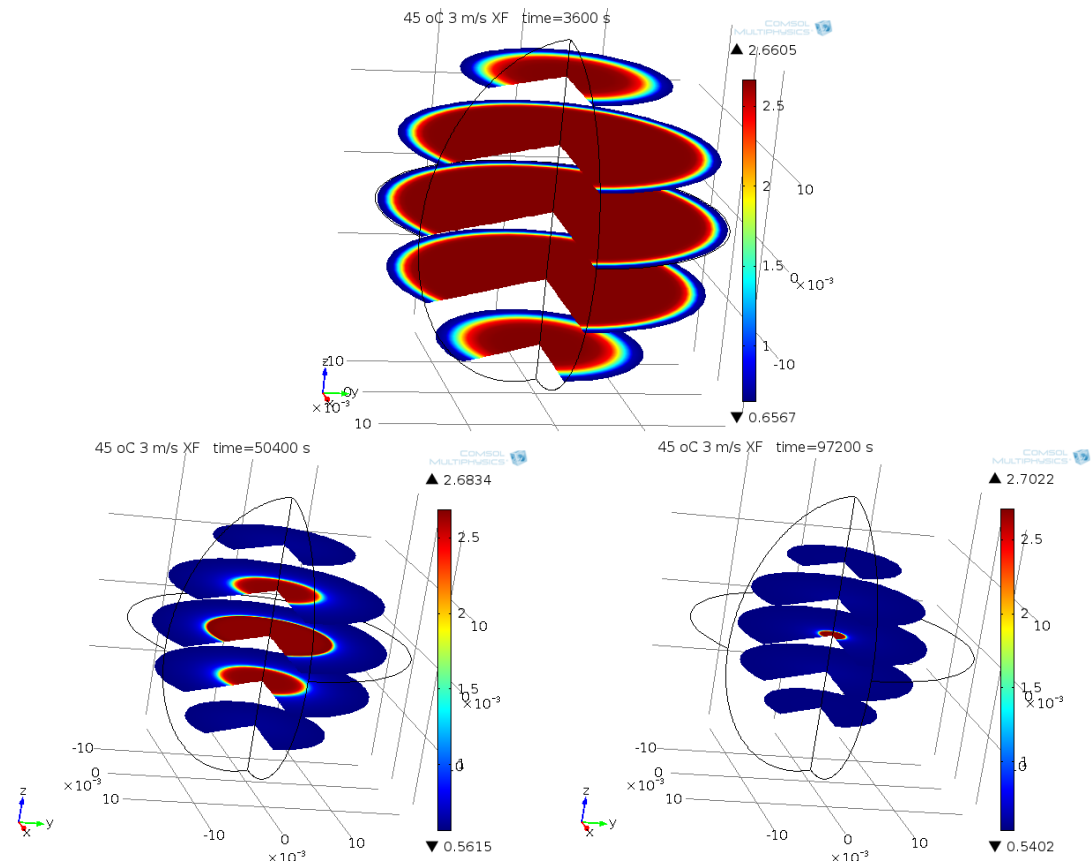 45 oC 3 m/s XF time=3600 s
COMSOL
MULTIPHYSICS
▲ 2.6605
2.5
2
10
1.5
0
×10⁻³
1
-10
▼ 0.6567
-10
z
0
y
x
×10⁻³
10
45 oC 3 m/s XF time=50400 s
COMSOL
MULTIPHYSICS
▲ 2.6834
2.5
2
10
1.5
0
×10⁻³
1
▼ 0.5615
-10
0
×10⁻³
10
z
y
x
-10
0
10
×10⁻³
45 oC 3 m/s XF time=97200 s
COMSOL
MULTIPHYSICS
▲ 2.7022
2.5
2
10
1.5
0
×10⁻³
1
▼ 0.5402
-10
0
×10⁻³
10
z
y
x
-10
0
10
×10⁻³